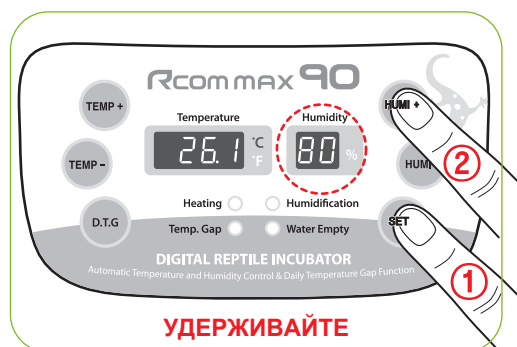 Rcom max 90
TEMP +
Temperature
Humidity
HUMI +
26.1 °C °F
80 %
TEMP –
HUMI
②
Heating
Humidification
D.T.G
Temp. Gap
Water Empty
SET
DIGITAL REPTILE INCUBATOR
Automatic Temperature and Humidity Control & Daily Temperature Gap Function
①
УДЕРЖИВАЙТЕ